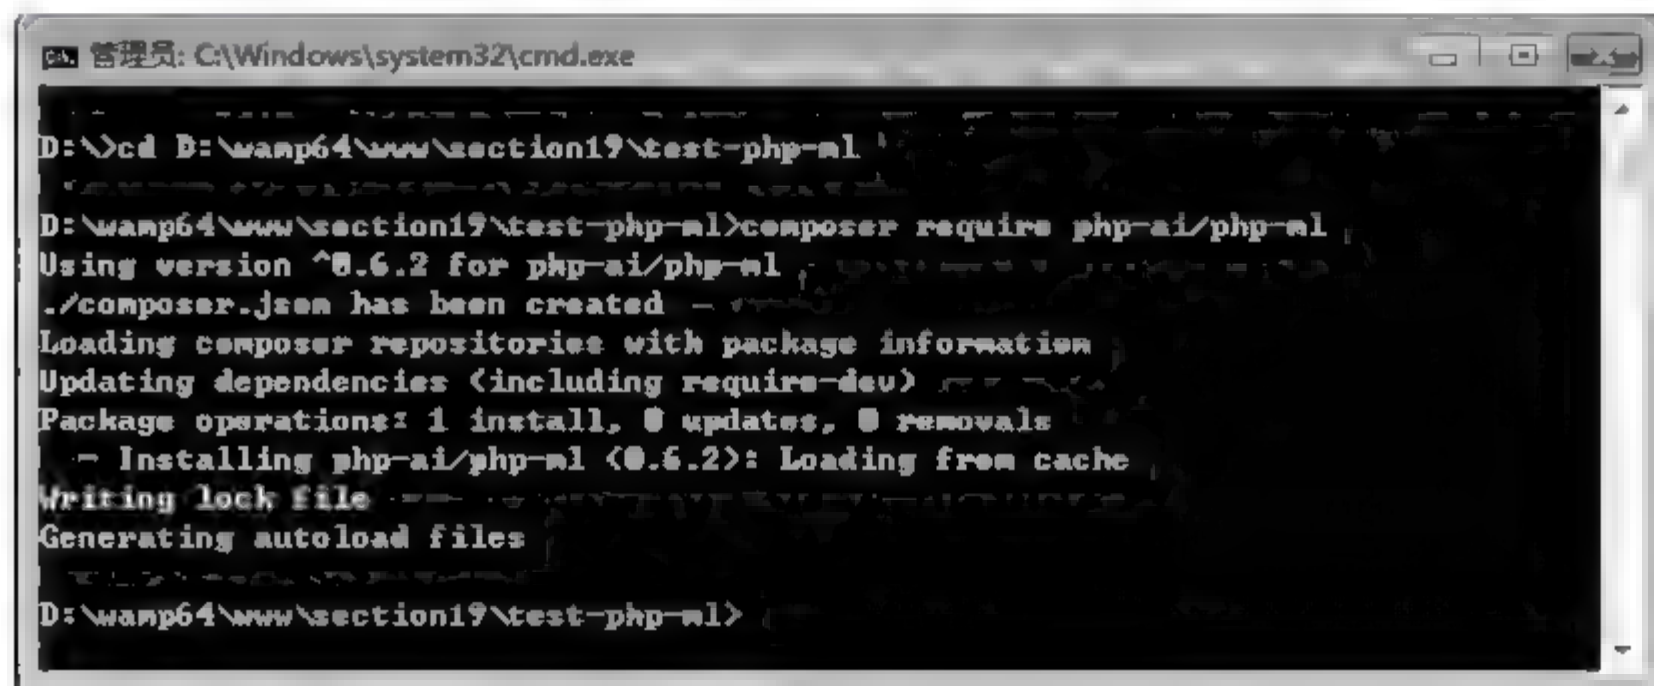 管理员: C:\Windows\system32\cmd.exe
D:\>cd D:\wamp64\www\section19\test-php-ml
D:\wamp64\www\section19\test-php-ml>composer require php-ai/php-ml
Using version ^0.6.2 for php-ai/php-ml
./composer.json has been created
Loading composer repositories with package information
Updating dependencies (including require-dev)
Package operations: 1 install, 0 updates, 0 removals
- Installing php-ai/php-ml (0.6.2): Loading from cache
Writing lock file
Generating autoload files
D:\wamp64\www\section19\test-php-ml>